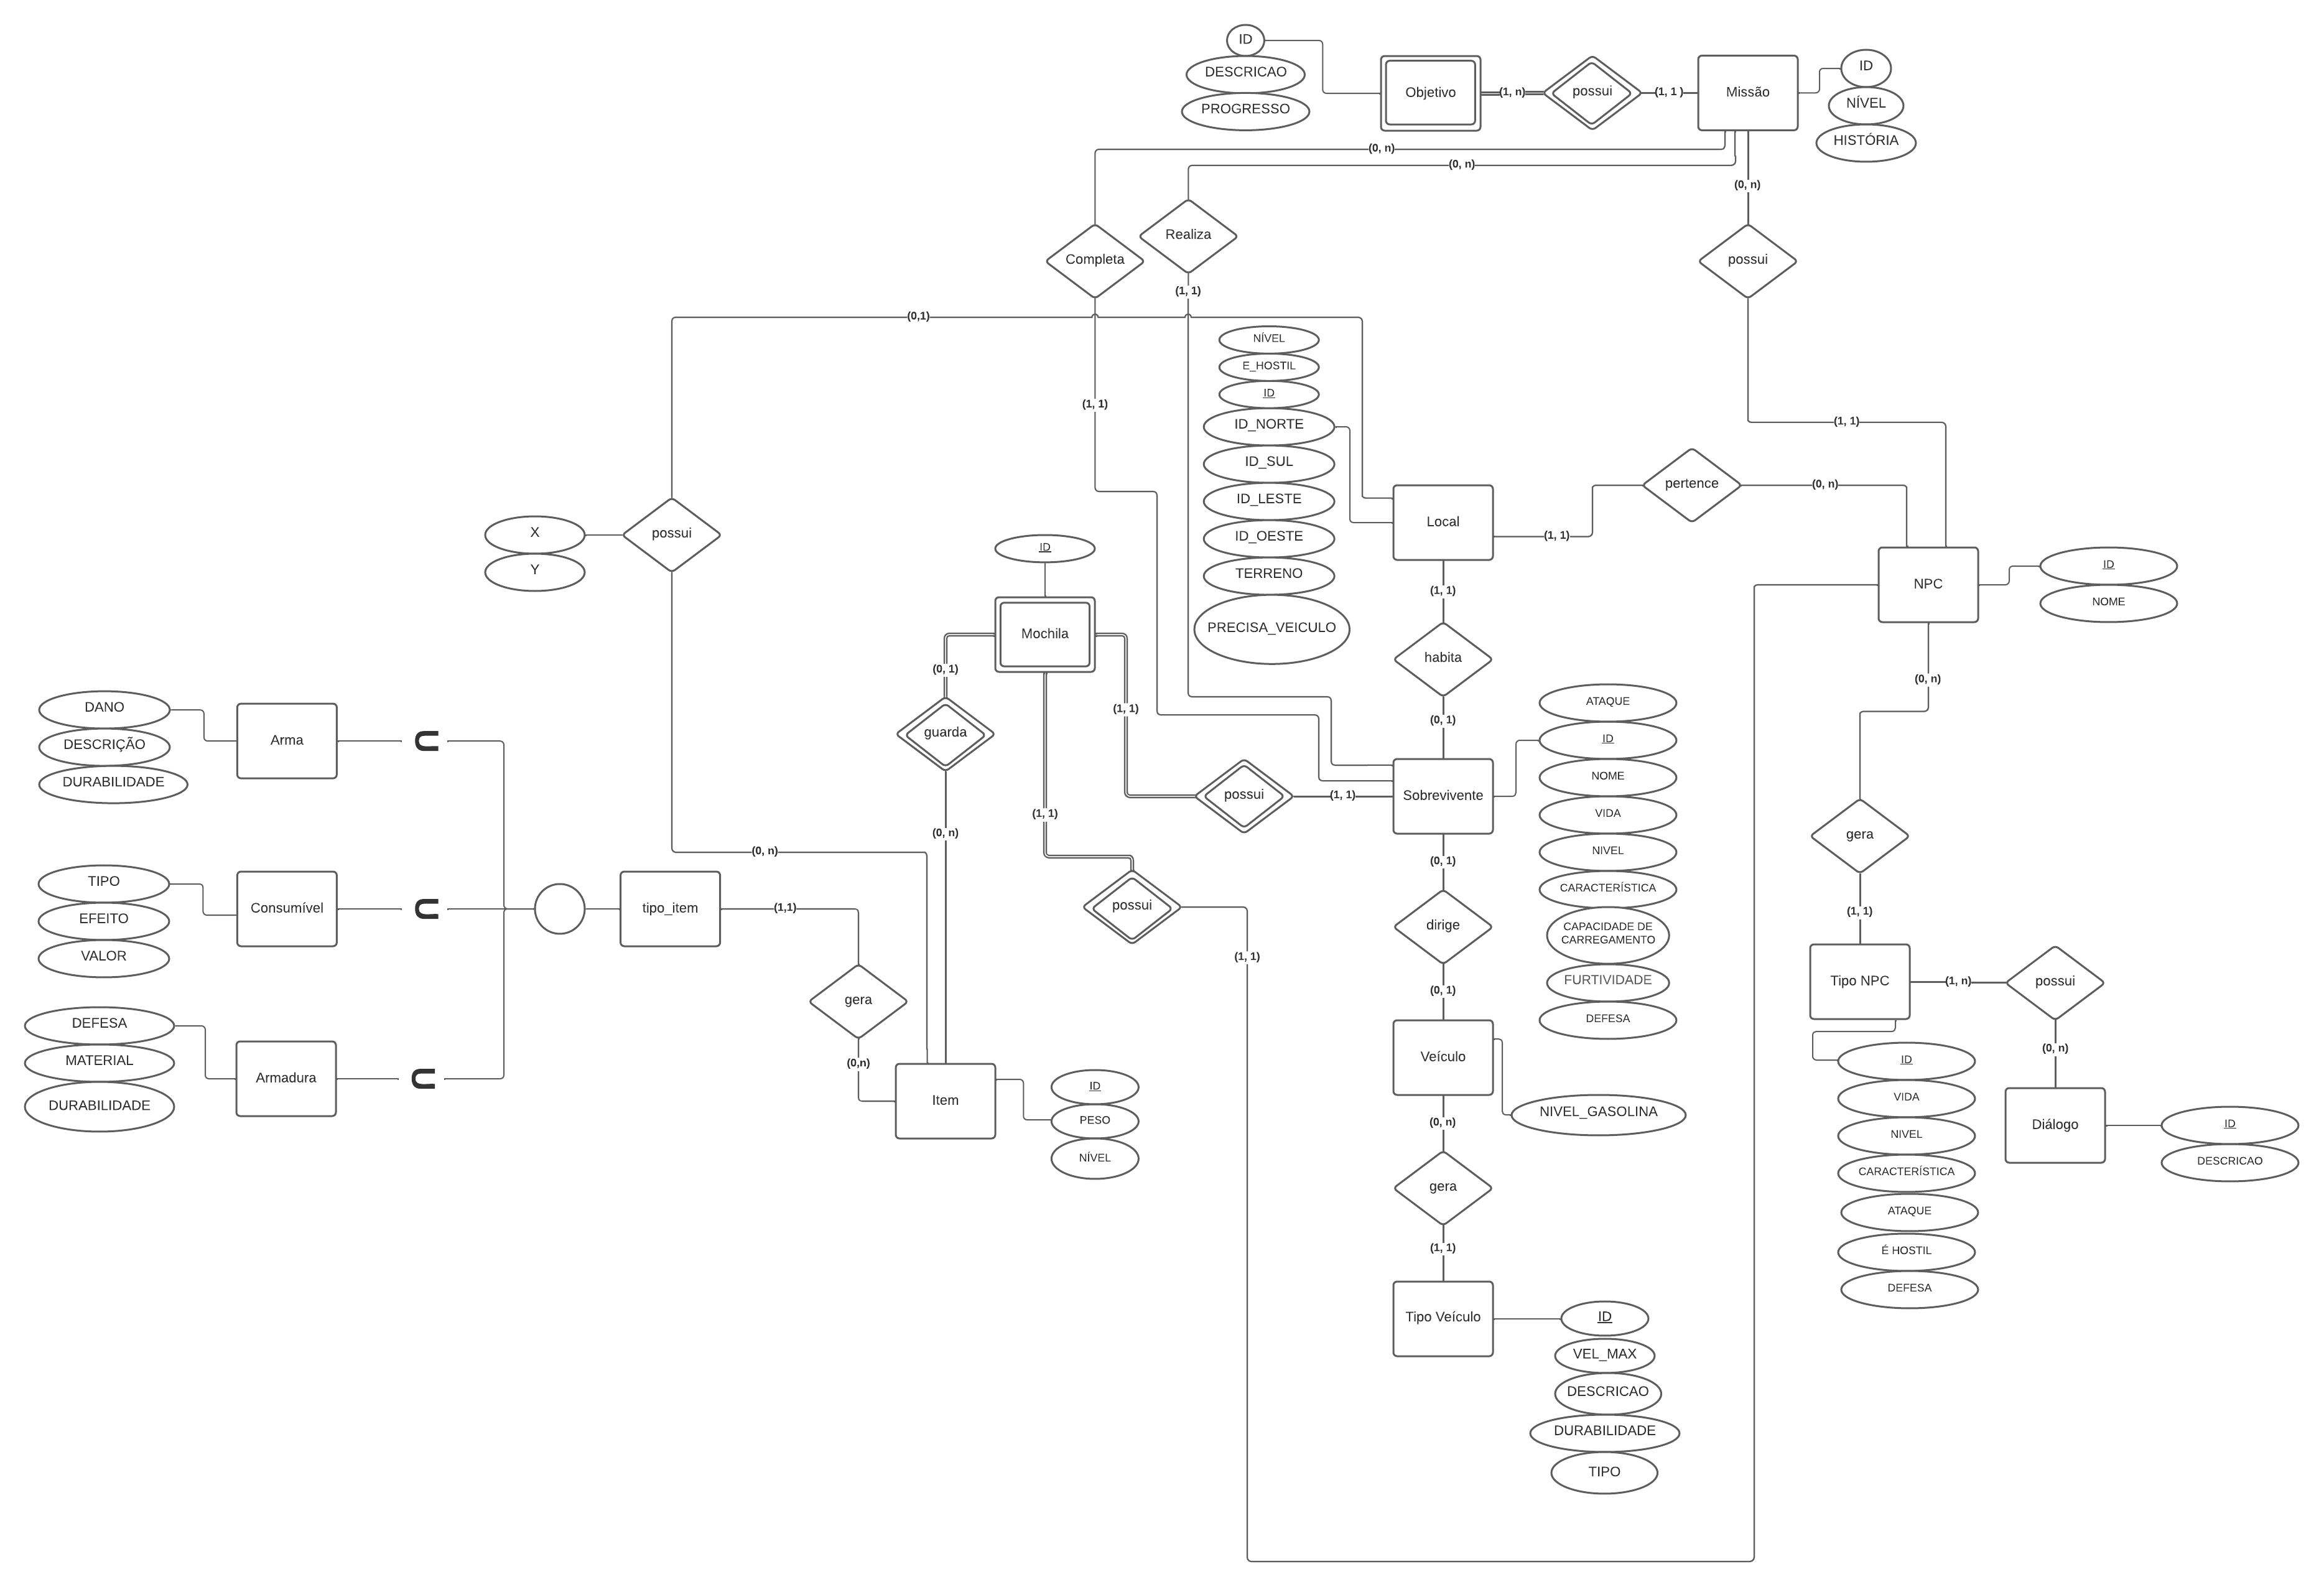 ID
DESCRICAO
PROGRESSO
Objetivo
(1, n)
possui
(1, 1 )
Missão
ID
NÍVEL
HISTÓRIA
(0, n)
(0, n)
(0, n)
Completa
Realiza
possui
(1, 1)
(0,1)
(1, 1)
(1, 1)
NÍVEL
E_HOSTIL
ID
ID_NORTE
ID_SUL
ID_LESTE
ID_OESTE
TERRENO
PRECISA_VEICULO
Local
(1, 1)
pertence
(0, n)
NPC
ID
NOME
X
Y
possui
ID
Mochila
(0, 1)
(1, 1)
guarda
(1, 1)
habita
(0, 1)
(0, n)
DANO
DESCRIÇÃO
DURABILIDADE
Arma
(0, n)
(0, n)
(1, 1)
possui
(1, 1)
Sobrevivente
ATAQUE
ID
NOME
VIDA
NIVEL
CARACTERÍSTICA
CAPACIDADE DE
CARREGAMENTO
FURTIVIDADE
DEFESA
gera
TIPO
EFEITO
VALOR
Consumível
tipo_item
(1,1)
possui
(1, 1)
(0, 1)
dirige
(0, 1)
(1, 1)
Tipo NPC
(1, n)
possui
(0, n)
DEFESA
MATERIAL
DURABILIDADE
Armadura
gera
(0,n)
Item
ID
PESO
NÍVEL
Veículo
NIVEL_GASOLINA
(0, n)
gera
(1, 1)
ID
VIDA
NIVEL
CARACTERÍSTICA
ATAQUE
É HOSTIL
DEFESA
Diálogo
ID
DESCRICAO
Tipo Veículo
ID
VEL_MAX
DESCRICAO
DURABILIDADE
TIPO